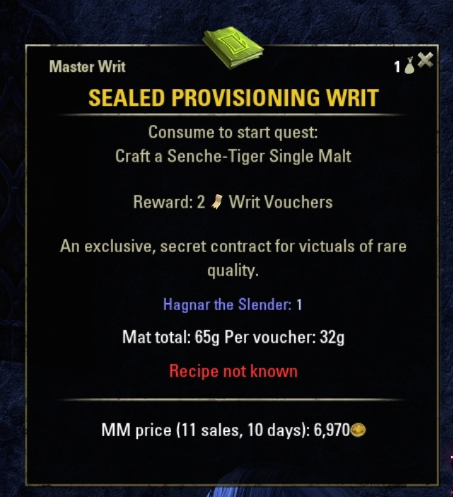 Master Writ 1
SEALED PROVISIONING WRIT
Consume to start quest:
Craft a Senche-Tiger Single Malt
Reward: 2 Writ Vouchers
An exclusive, secret contract for victuals of rare
quality.
Hagnar the Slender: 1
Mat total: 65g Per voucher: 32g
Recipe not known
MM price (11 sales, 10 days): 6,970